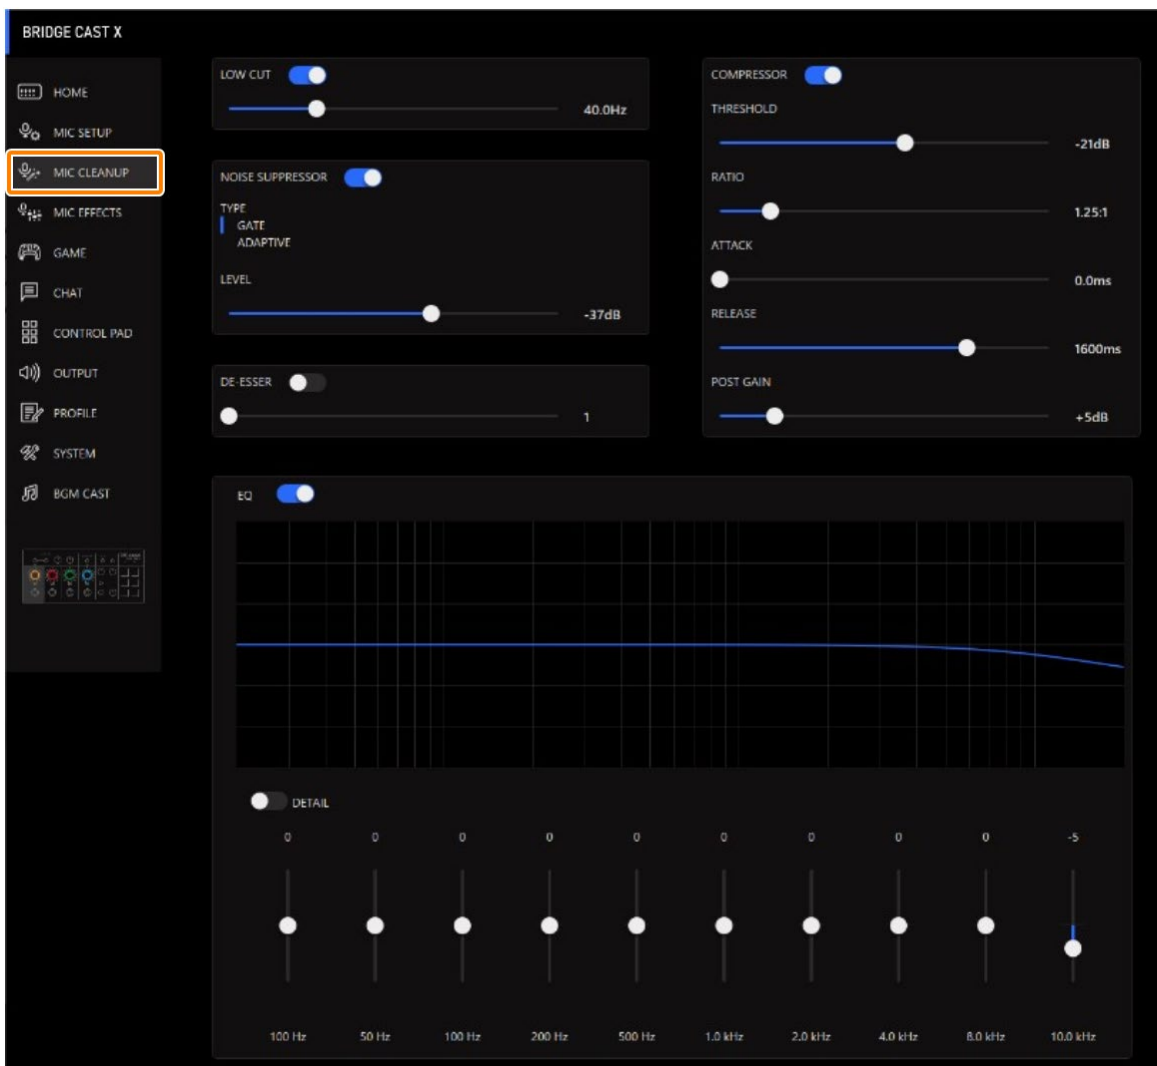 BRIDGE CAST X
HOME
MIC SETUP
MIC CLEANUP
MIC EFFECTS
GAME
CHAT
CONTROL PAD
OUTPUT
PROFILE
SYSTEM
BGM CAST
LOW CUT
40.0Hz
NOISE SUPPRESSOR
TYPE
GATE
ADAPTIVE
LEVEL
-37dB
DE-ESSER
1
COMPRESSOR
THRESHOLD
-21dB
RATIO
1.25:1
ATTACK
0.0ms
RELEASE
1600ms
POST GAIN
+5dB
EQ
DETAIL
0 0 0 0 0 0 0 0 0 -5
100 Hz 50 Hz 100 Hz 200 Hz 500 Hz 1.0 kHz 2.0 kHz 4.0 kHz 8.0 kHz 10.0 kHz